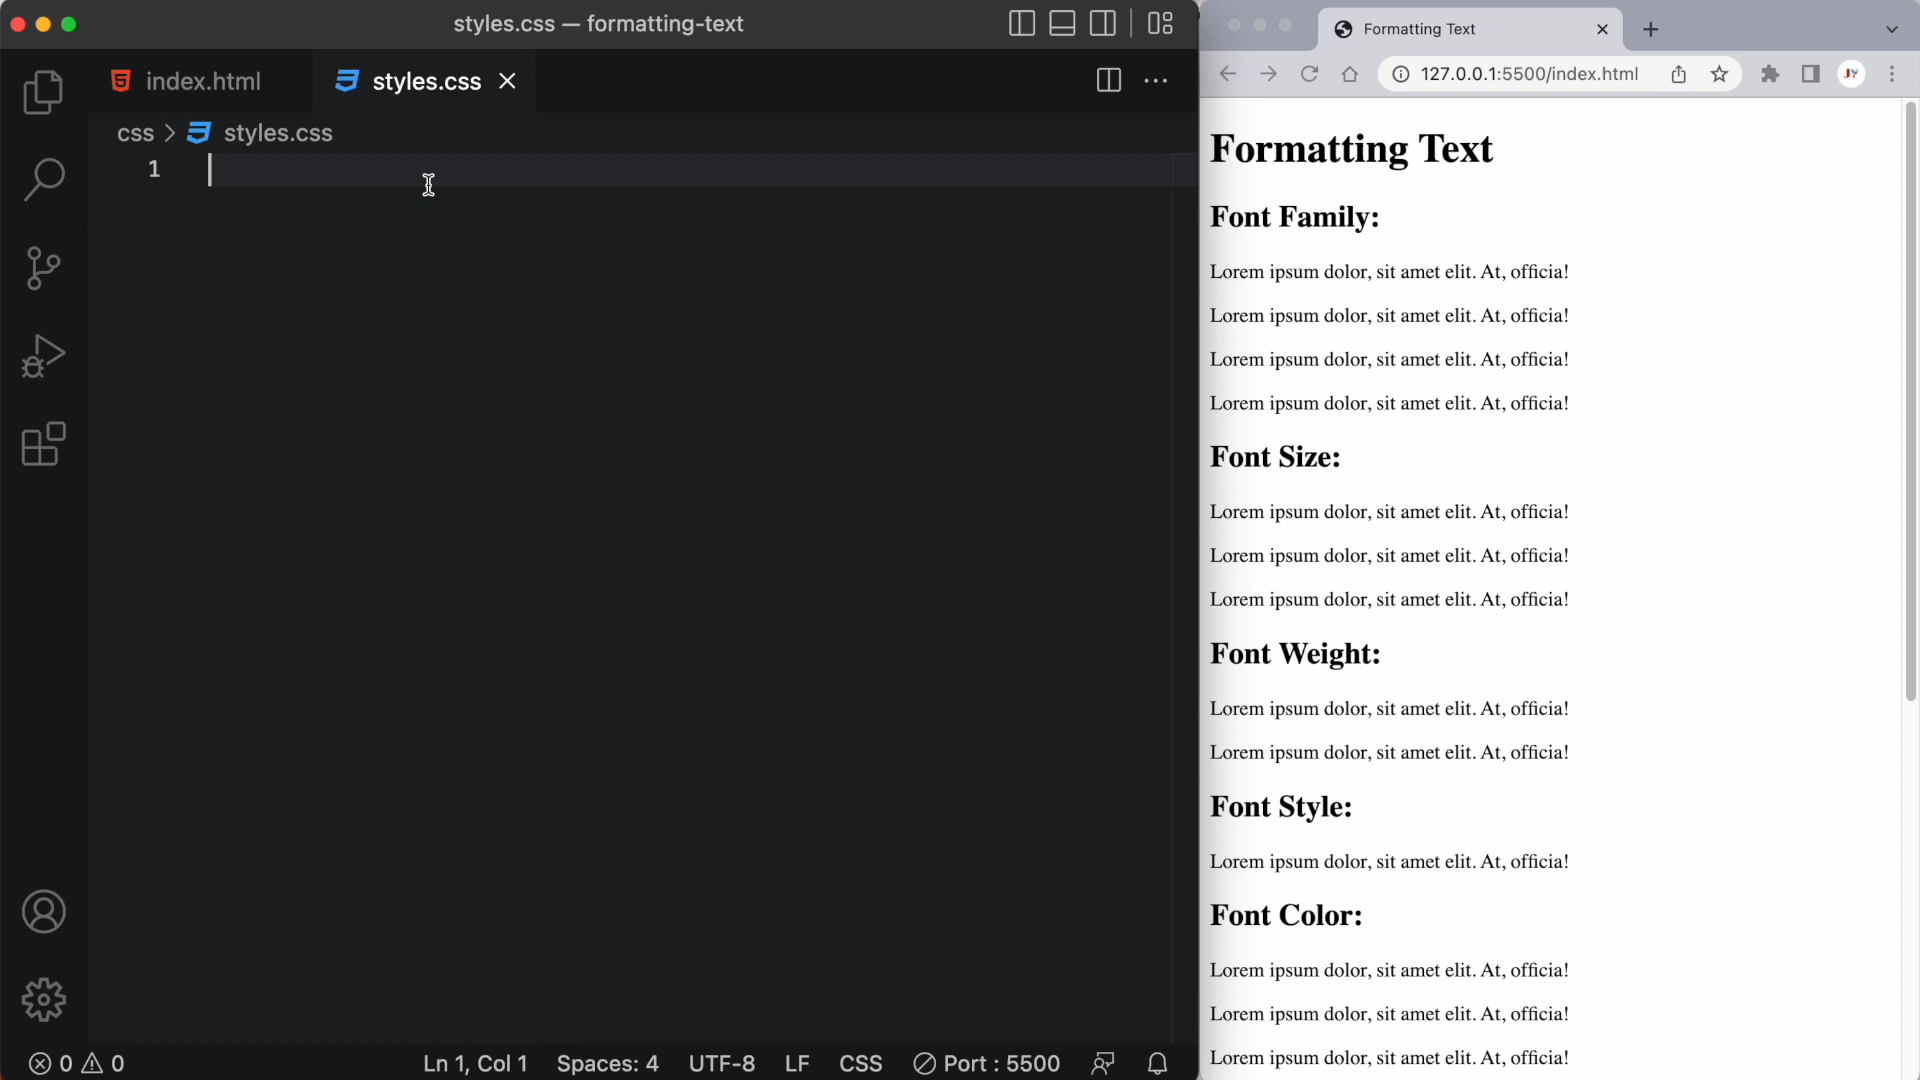 styles.css — formatting-text
index.html
styles.css
css > styles.css
1
0 0
Ln 1, Col 1
Spaces: 4
UTF-8
LF
CSS
Port : 5500
Formatting Text
127.0.0.1:5500/index.html
JY
Formatting Text
Font Family:
Lorem ipsum dolor, sit amet elit. At, officia!
Lorem ipsum dolor, sit amet elit. At, officia!
Lorem ipsum dolor, sit amet elit. At, officia!
Lorem ipsum dolor, sit amet elit. At, officia!
Font Size:
Lorem ipsum dolor, sit amet elit. At, officia!
Lorem ipsum dolor, sit amet elit. At, officia!
Lorem ipsum dolor, sit amet elit. At, officia!
Font Weight:
Lorem ipsum dolor, sit amet elit. At, officia!
Lorem ipsum dolor, sit amet elit. At, officia!
Font Style:
Lorem ipsum dolor, sit amet elit. At, officia!
Font Color:
Lorem ipsum dolor, sit amet elit. At, officia!
Lorem ipsum dolor, sit amet elit. At, officia!
Lorem ipsum dolor, sit amet elit. At, officia!